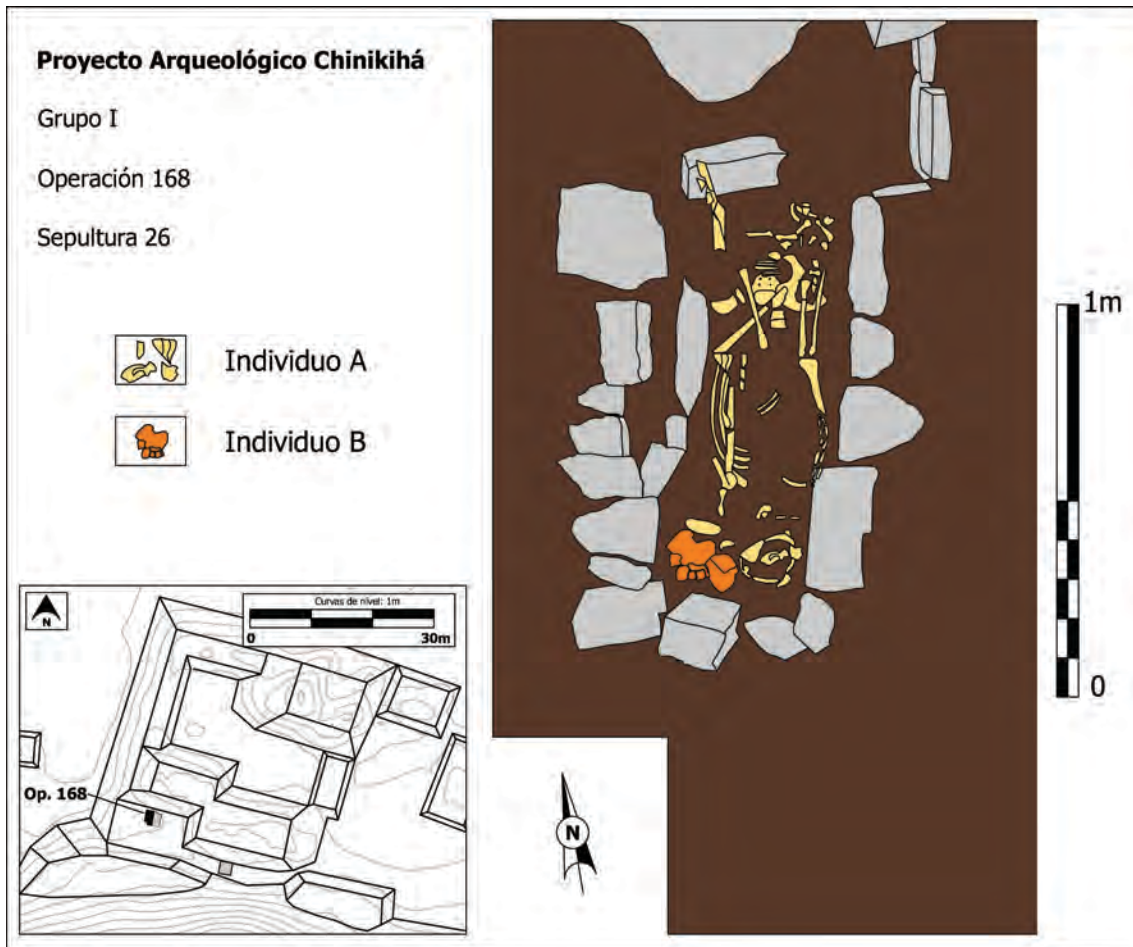 Proyecto Arqueológico Chinikihá
Grupo I
Operación 168
Sepultura 26
Individuo A
Individuo B
1m
0
N
Curvas de nivel: 1m
0 30m
N
Op. 168